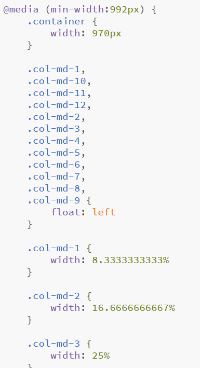 @media (min-width:992px) {
    .container {
        width: 970px
    }

    .col-md-1,
    .col-md-10,
    .col-md-11,
    .col-md-12,
    .col-md-2,
    .col-md-3,
    .col-md-4,
    .col-md-5,
    .col-md-6,
    .col-md-7,
    .col-md-8,
    .col-md-9 {
        float: left
    }

    .col-md-1 {
        width: 8.3333333333%
    }

    .col-md-2 {
        width: 16.6666666667%
    }

    .col-md-3 {
        width: 25%
    }